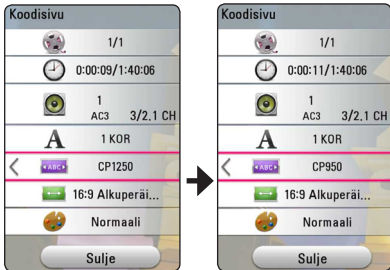 Koodisivu
1/1
0:00:09/1:40:06
1
AC3 3/2.1 CH
A 1 KOR
ABC CP1250
16:9 Alkuperäi...
Normaali
Sulje
Koodisivu
1/1
0:00:11/1:40:06
1
AC3 3/2.1 CH
A 1 KOR
ABC CP950
16:9 Alkuperäi...
Normaali
Sulje